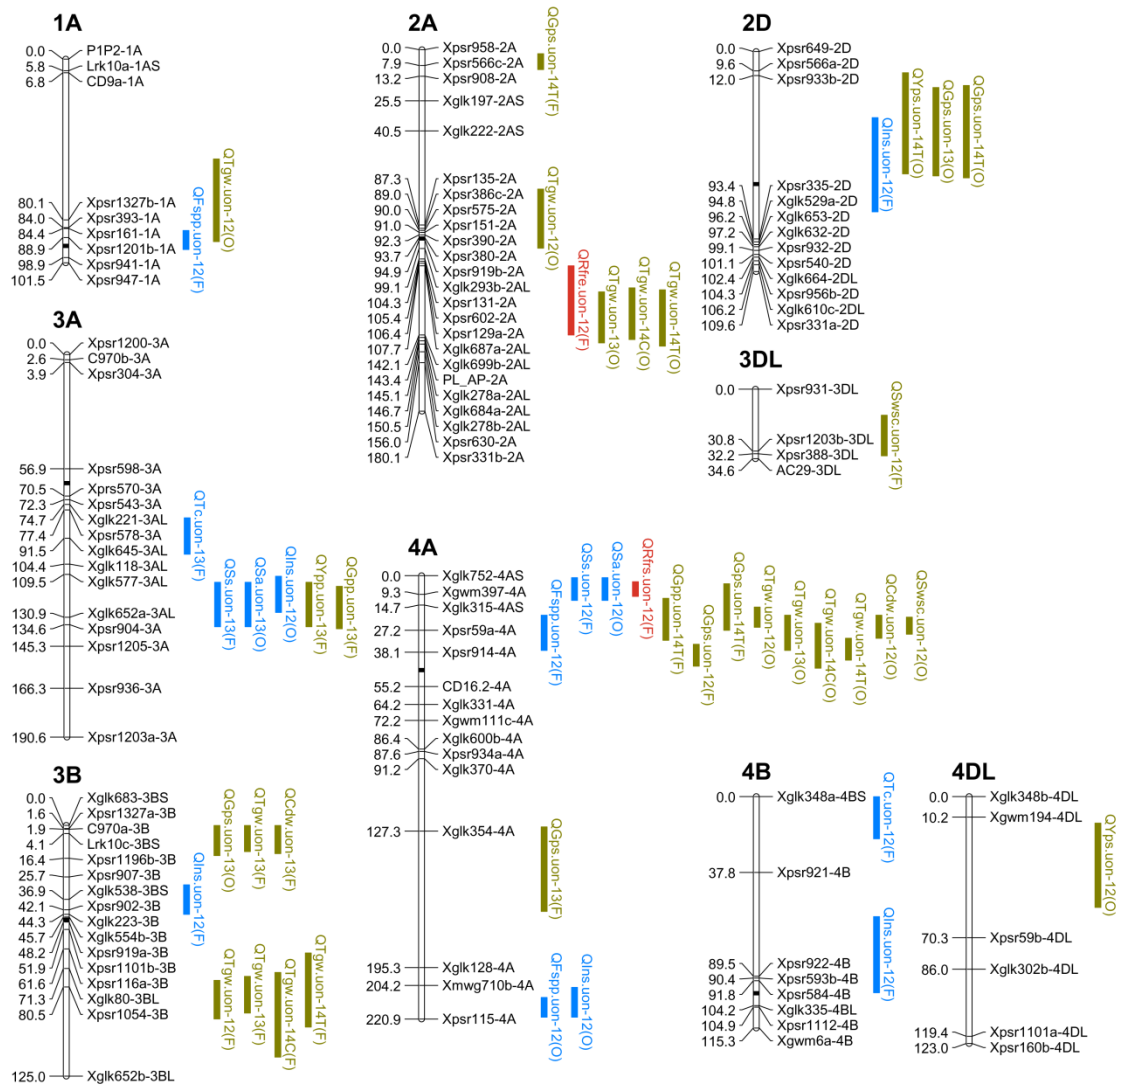 1A
0.0 P1P2-1A
5.8 Lrk10a-1AS
6.8 CD9a-1A
80.1 Xpsr1327b-1A
84.0 Xpsr393-1A
84.4 Xpsr161-1A
88.9 Xpsr1201b-1A
98.9 Xpsr941-1A
101.5 Xpsr947-1A
QFspp.uon-12(F)
QTgw.uon-12(O)
2A
0.0 Xpsr958-2A
7.9 Xpsr566c-2A
13.2 Xpsr908-2A
25.5 Xglk197-2AS
40.5 Xglk222-2AS
87.3 Xpsr135-2A
89.0 Xpsr386c-2A
90.0 Xpsr575-2A
91.0 Xpsr151-2A
92.3 Xpsr390-2A
93.7 Xpsr380-2A
94.9 Xpsr919b-2A
99.1 Xglk293b-2AL
104.3 Xpsr131-2A
105.4 Xpsr602-2A
106.4 Xpsr129a-2A
107.7 Xglk687a-2AL
142.1 Xglk699b-2AL
143.4 PL_AP-2A
145.1 Xglk278a-2AL
146.7 Xglk684a-2AL
150.5 Xglk278b-2AL
156.0 Xpsr630-2A
180.1 Xpsr331b-2A
QGps.uon-14T(F)
QTgw.uon-12(O)
QRfre.uon-12(F)
QTgw.uon-13(O)
QTgw.uon-14C(O)
QTgw.uon-14T(O)
2D
0.0 Xpsr649-2D
9.6 Xpsr566a-2D
12.0 Xpsr933b-2D
93.4 Xpsr335-2D
94.8 Xglk529a-2D
96.2 Xglk653-2D
97.2 Xglk632-2D
99.1 Xpsr932-2D
101.1 Xpsr540-2D
102.4 Xglk664-2DL
104.3 Xpsr956b-2D
106.2 Xglk610c-2DL
109.6 Xpsr331a-2D
QIns.uon-12(F)
QYps.uon-14T(O)
QGps.uon-13(O)
QGps.uon-14T(O)
3A
0.0 Xpsr1200-3A
2.6 C970b-3A
3.9 Xpsr304-3A
56.9 Xpsr598-3A
70.5 Xprs570-3A
72.3 Xpsr543-3A
74.7 Xglk221-3AL
77.4 Xpsr578-3A
91.5 Xglk645-3AL
104.4 Xglk118-3AL
109.5 Xglk577-3AL
130.9 Xglk652a-3AL
134.6 Xpsr904-3A
145.3 Xpsr1205-3A
166.3 Xpsr936-3A
190.6 Xpsr1203a-3A
QTc.uon-13(F)
QSs.uon-13(F)
QSa.uon-13(O)
QIns.uon-12(O)
QYpp.uon-13(F)
QGpp.uon-13(F)
3DL
0.0 Xpsr931-3DL
30.8 Xpsr1203b-3DL
32.2 Xpsr388-3DL
34.6 AC29-3DL
QSwsc.uon-12(F)
4A
0.0 Xglk752-4AS
9.3 Xgwm397-4A
14.7 Xglk315-4AS
27.2 Xpsr59a-4A
38.1 Xpsr914-4A
55.2 CD16.2-4A
64.2 Xglk331-4A
72.2 Xgwm111c-4A
86.4 Xglk600b-4A
87.6 Xpsr934a-4A
91.2 Xglk370-4A
127.3 Xglk354-4A
195.3 Xglk128-4A
204.2 Xmwg710b-4A
220.9 Xpsr115-4A
QFspp.uon-12(F)
QSs.uon-12(F)
QSa.uon-12(O)
QRfrs.uon-12(F)
QGpp.uon-14T(F)
QGps.uon-12(F)
QGps.uon-14T(F)
QTgw.uon-12(O)
QTgw.uon-13(O)
QTgw.uon-14C(O)
QTgw.uon-14T(O)
QCdw.uon-12(O)
QSwsc.uon-12(O)
QGps.uon-13(F)
QFspp.uon-12(O)
QIns.uon-12(O)
3B
0.0 Xglk683-3BS
1.6 Xpsr1327a-3B
1.9 C970a-3B
4.1 Lrk10c-3BS
16.4 Xpsr1196b-3B
25.7 Xpsr907-3B
36.9 Xglk538-3BS
42.1 Xpsr902-3B
44.3 Xglk223-3B
45.7 Xglk554b-3B
48.2 Xpsr919a-3B
51.9 Xpsr1101b-3B
61.6 Xpsr116a-3B
71.3 Xglk80-3BL
80.5 Xpsr1054-3B
125.0 Xglk652b-3BL
QIns.uon-12(F)
QGps.uon-13(O)
QTgw.uon-13(F)
QCdw.uon-13(F)
QTgw.uon-12(F)
QTgw.uon-13(F)
QTgw.uon-14C(F)
QTgw.uon-14T(F)
4B
0.0 Xglk348a-4BS
37.8 Xpsr921-4B
89.5 Xpsr922-4B
90.4 Xpsr593b-4B
91.8 Xpsr584-4B
104.2 Xglk335-4BL
104.9 Xpsr1112-4B
115.3 Xgwm6a-4B
QTc.uon-12(F)
QIns.uon-12(F)
4DL
0.0 Xglk348b-4DL
10.2 Xgwm194-4DL
70.3 Xpsr59b-4DL
86.0 Xglk302b-4DL
119.4 Xpsr1101a-4DL
123.0 Xpsr160b-4DL
QYps.uon-12(O)